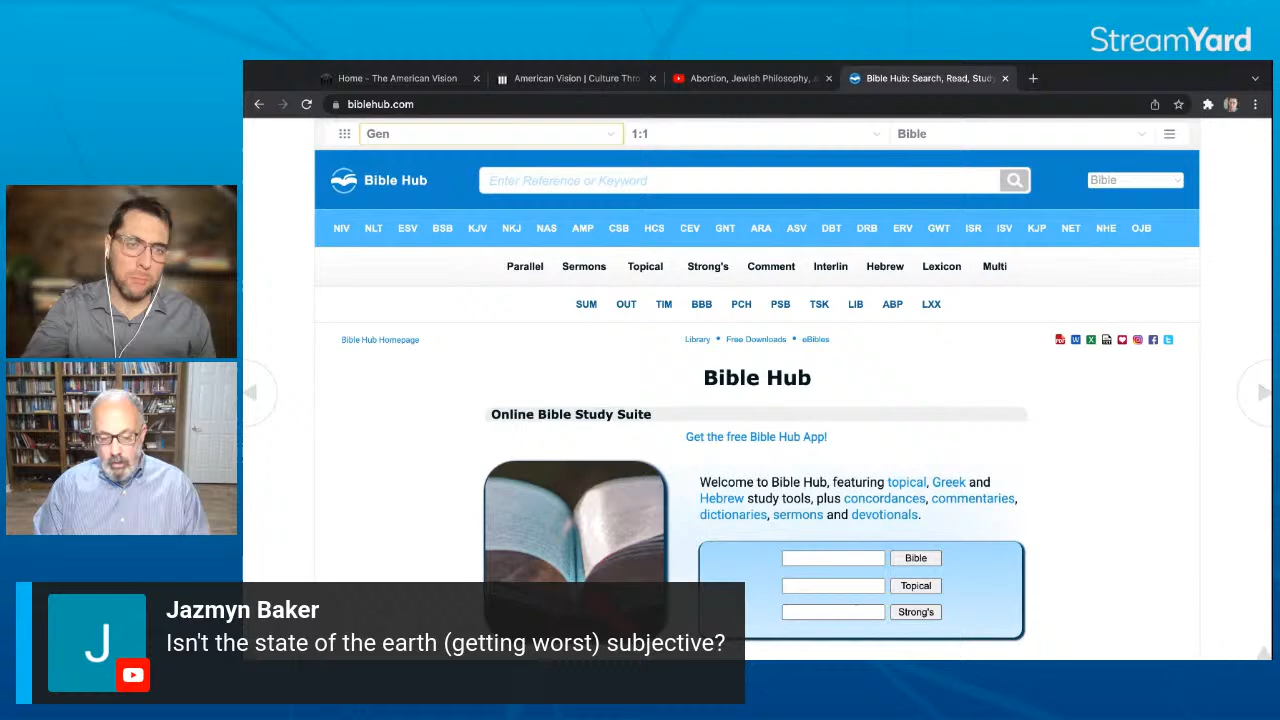 StreamYard
Home - The American Vision
American Vision | Culture Thro
Abortion, Jewish Philosophy, a
Bible Hub: Search, Read, Study
biblehub.com
Gen 1:1 Bible
Bible Hub Enter Reference or Keyword Bible
NIV NLT ESV BSB KJV NKJ NAS AMP CSB HCS CEV GNT ARA ASV DBT DRB ERV GWT ISR ISV KJP NET NHE OJB
Parallel Sermons Topical Strong's Comment Interlin Hebrew Lexicon Multi
SUM OUT TIM BBB PCH PSB TSK LIB ABP LXX
Bible Hub Homepage Library • Free Downloads • eBibles
Bible Hub
Online Bible Study Suite
Get the free Bible Hub App!
Welcome to Bible Hub, featuring topical, Greek and
Hebrew study tools, plus concordances, commentaries,
dictionaries, sermons and devotionals.
Bible
Topical
Strong's
J
Jazmyn Baker
Isn't the state of the earth (getting worst) subjective?